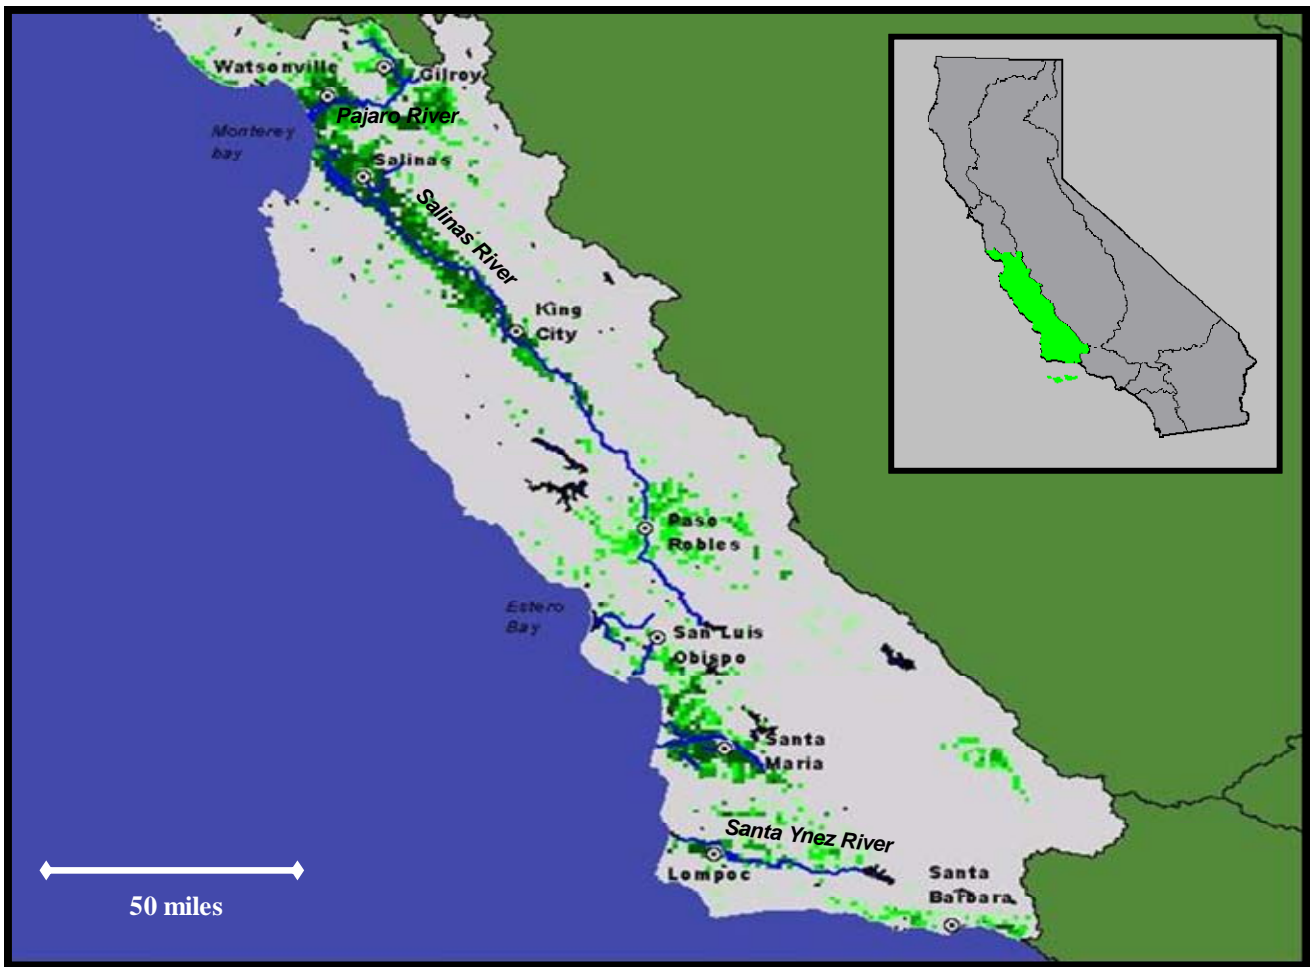 Watsonville
Gilroy
Pajaro River
Monterey
bay
Salinas
Salinas River
King
City
Paso
Robles
Estero
Bay
San Luis
Obispo
Santa
Maria
Santa Ynez River
Lompoc
Santa
Barbara
50 miles